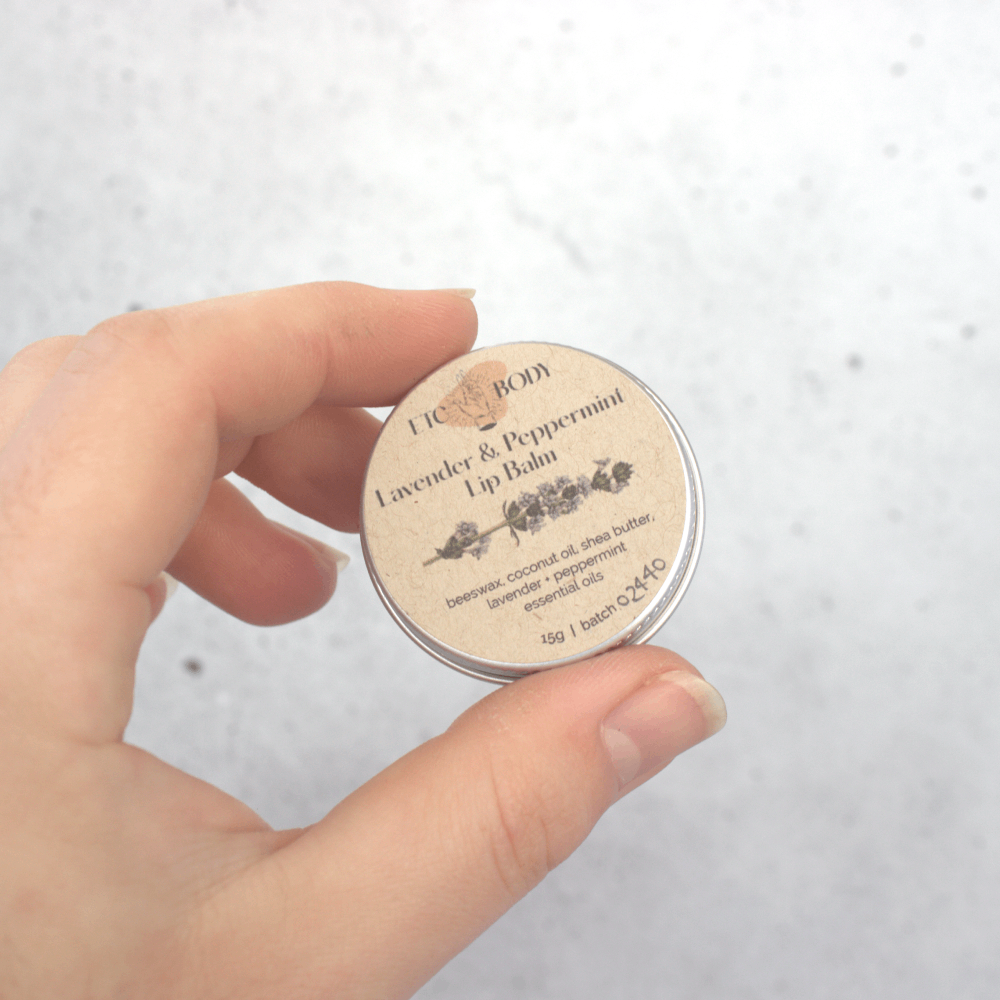 ETC BODY
Lavender & Peppermint
Lip Balm
beeswax, coconut oil, shea butter,
lavender • peppermint
essential oils
15g | batch 02440